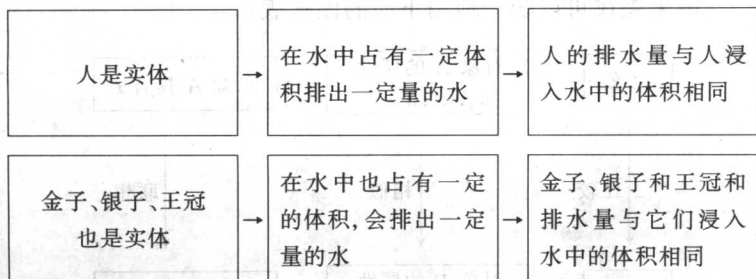 人是实体
在水中占有一定体
积排出一定量的水
人的排水量与人浸
入水中的体积相同
金子、银子、王冠
也是实体
在水中也占有一定
的体积,会排出一定
量的水
金子、银子和王冠和
排水量与它们浸入
水中的体积相同